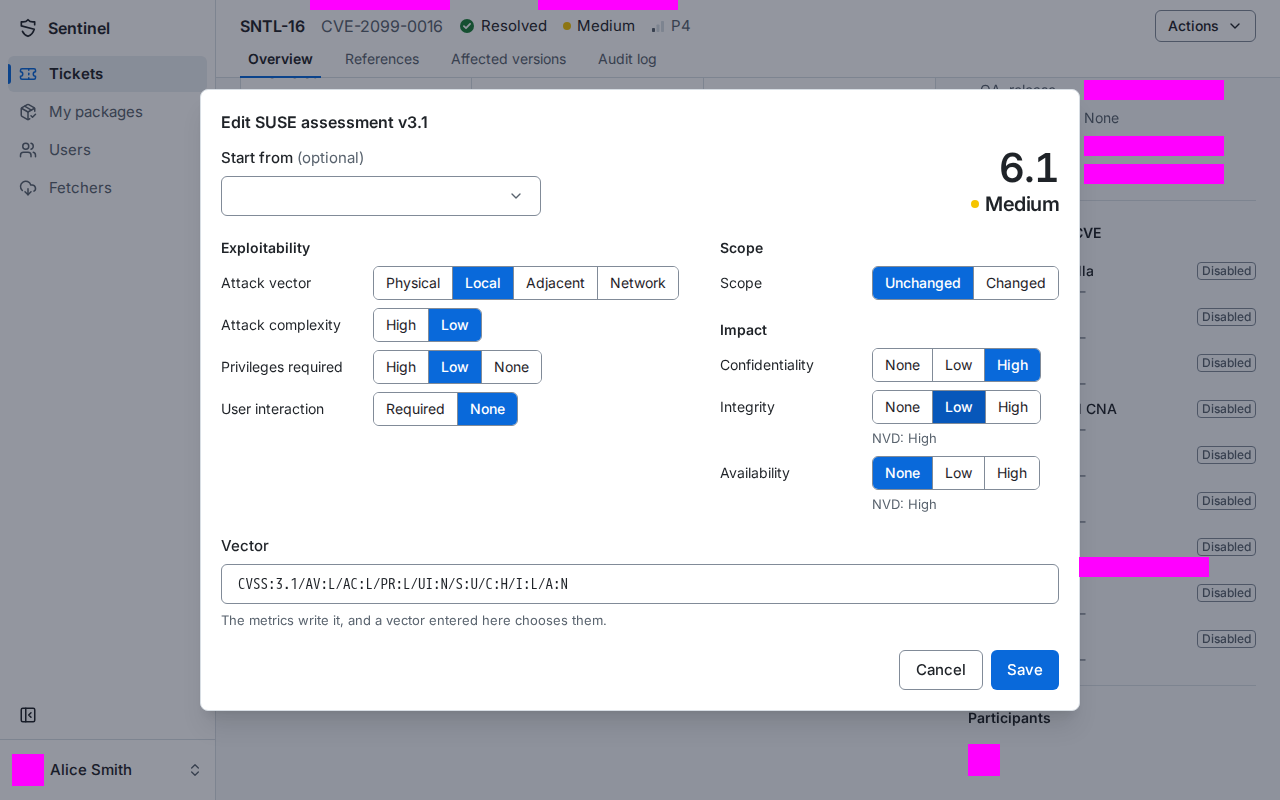 Sentinel
SNTL-16 CVE-2099-0016 Resolved Medium P4
Actions
Overview References Affected versions Audit log
Tickets
My packages
Users
Fetchers
None
Edit SUSE assessment v3.1
Start from (optional)
6.1
Medium
Exploitability
Attack vector Physical Local Adjacent Network
Attack complexity High Low
Privileges required High Low None
User interaction Required None
Scope
Scope Unchanged Changed
Impact
Confidentiality None Low High
Integrity None Low High
NVD: High
Availability None Low High
NVD: High
Vector
CVSS:3.1/AV:L/AC:L/PR:L/UI:N/S:U/C:H/I:L/A:N
The metrics write it, and a vector entered here chooses them.
Cancel Save
CVE
lla Disabled
Disabled
Disabled
CNA Disabled
Disabled
Disabled
Disabled
Disabled
Disabled
Participants
Alice Smith